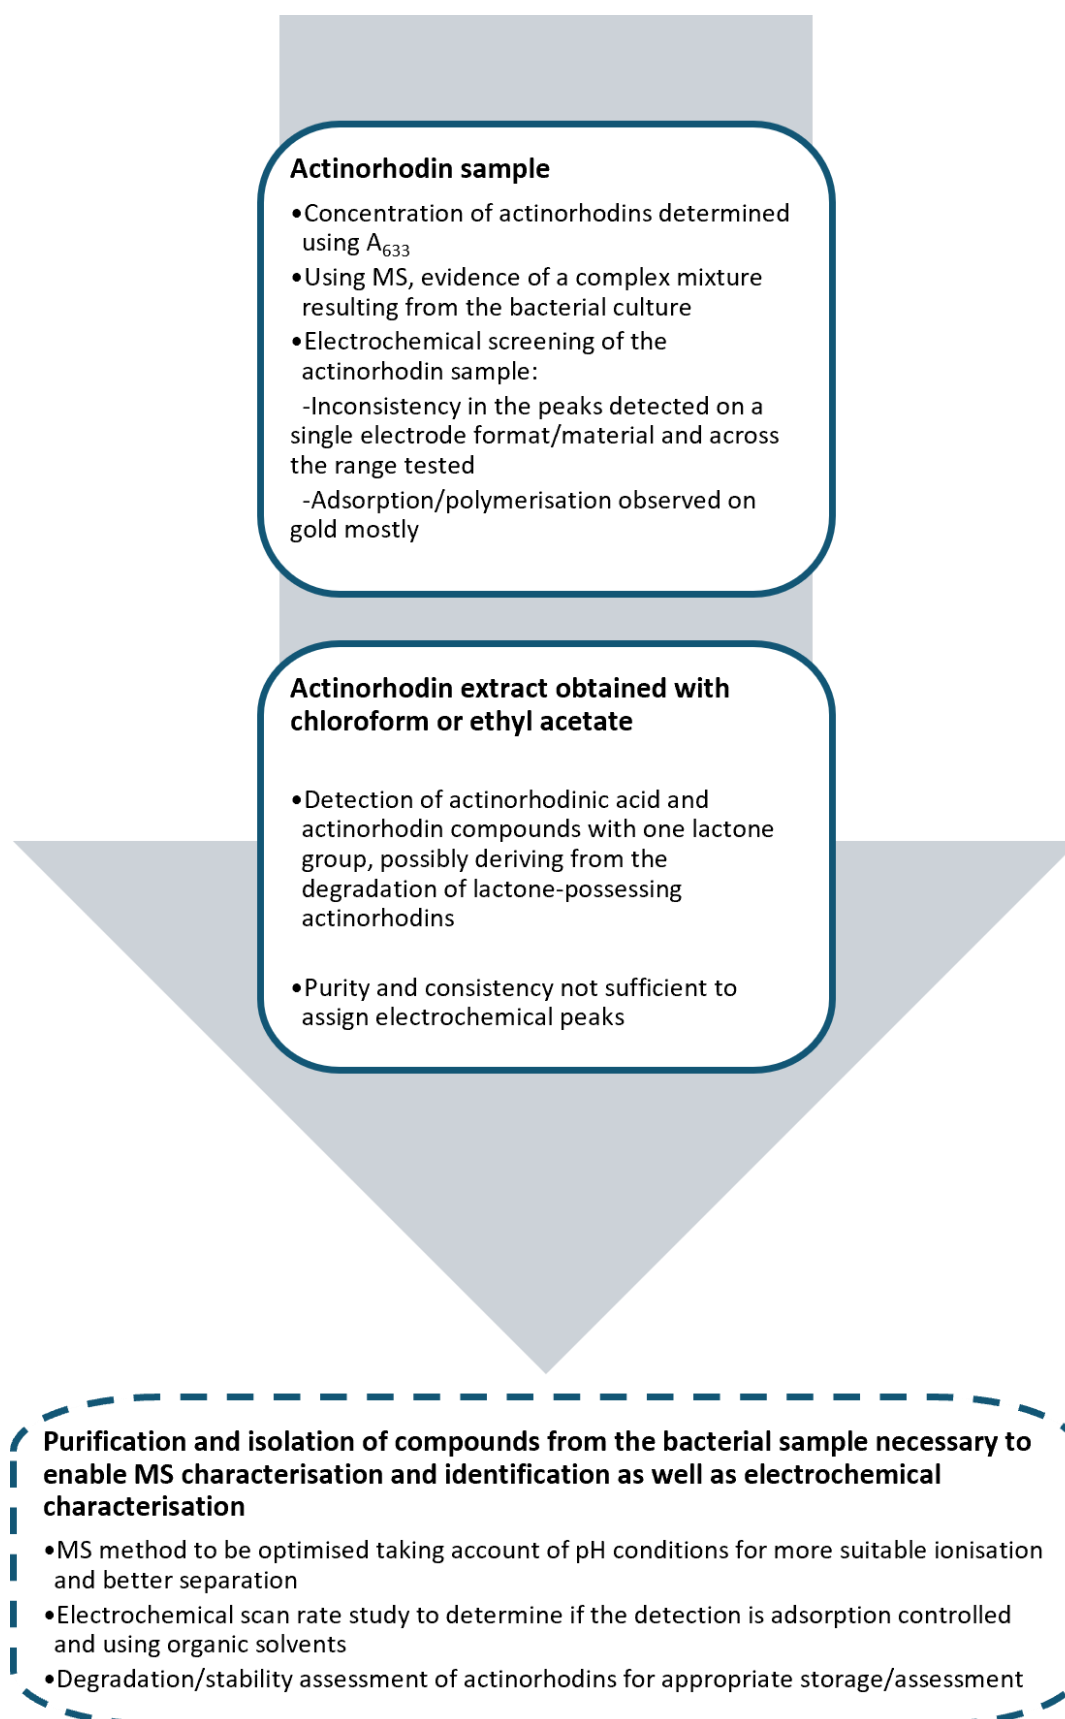 Actinorhodin sample
•Concentration of actinorhodins determined
using A₆₃₃
•Using MS, evidence of a complex mixture
resulting from the bacterial culture
•Electrochemical screening of the
actinorhodin sample:
-Inconsistency in the peaks detected on a
single electrode format/material and across
the range tested
-Adsorption/polymerisation observed on
gold mostly
Actinorhodin extract obtained with
chloroform or ethyl acetate
•Detection of actinorhodinic acid and
actinorhodin compounds with one lactone
group, possibly deriving from the
degradation of lactone-possessing
actinorhodins
•Purity and consistency not sufficient to
assign electrochemical peaks
Purification and isolation of compounds from the bacterial sample necessary to
enable MS characterisation and identification as well as electrochemical
characterisation
•MS method to be optimised taking account of pH conditions for more suitable ionisation
and better separation
•Electrochemical scan rate study to determine if the detection is adsorption controlled
and using organic solvents
•Degradation/stability assessment of actinorhodins for appropriate storage/assessment